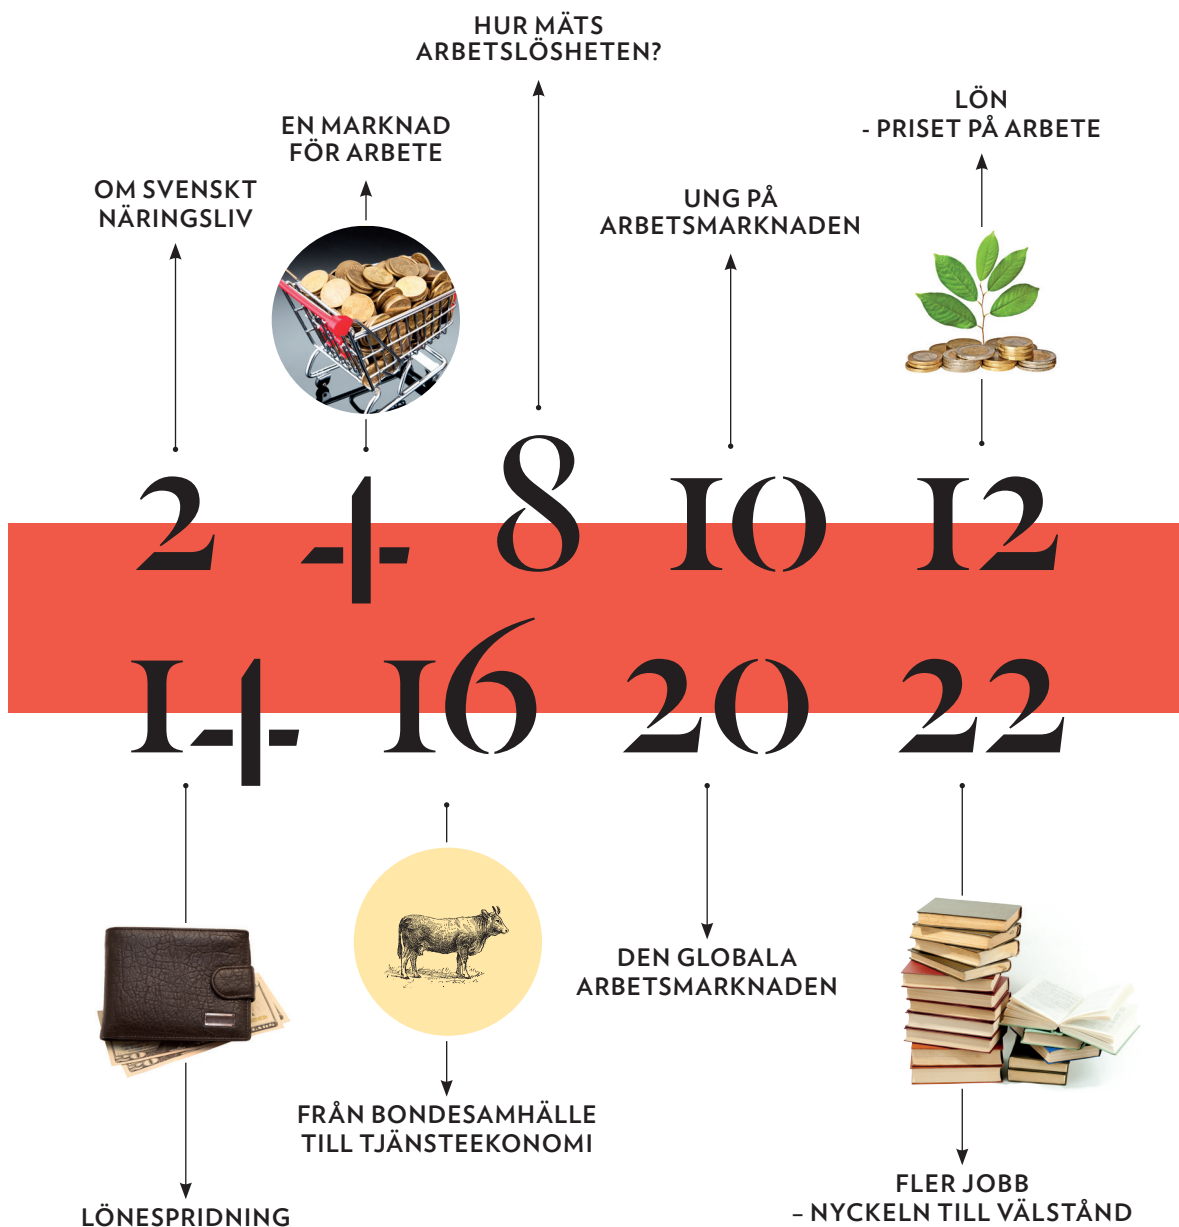 HUR MÄTS
ARBETSLÖSHETEN?
LÖN
- PRISET PÅ ARBETE
EN MARKNAD
FÖR ARBETE
OM SVENSKT
NÄRINGSLIV
UNG PÅ
ARBETSMARKNADEN
2 4 8 10 12
14 16 20 22
DEN GLOBALA
ARBETSMARKNADEN
FRÅN BONDESAMHÄLLE
TILL TJÄNSTEEKONOMI
FLER JOBB
– NYCKELN TILL VÄLSTÅND
LÖNESPRIDNING